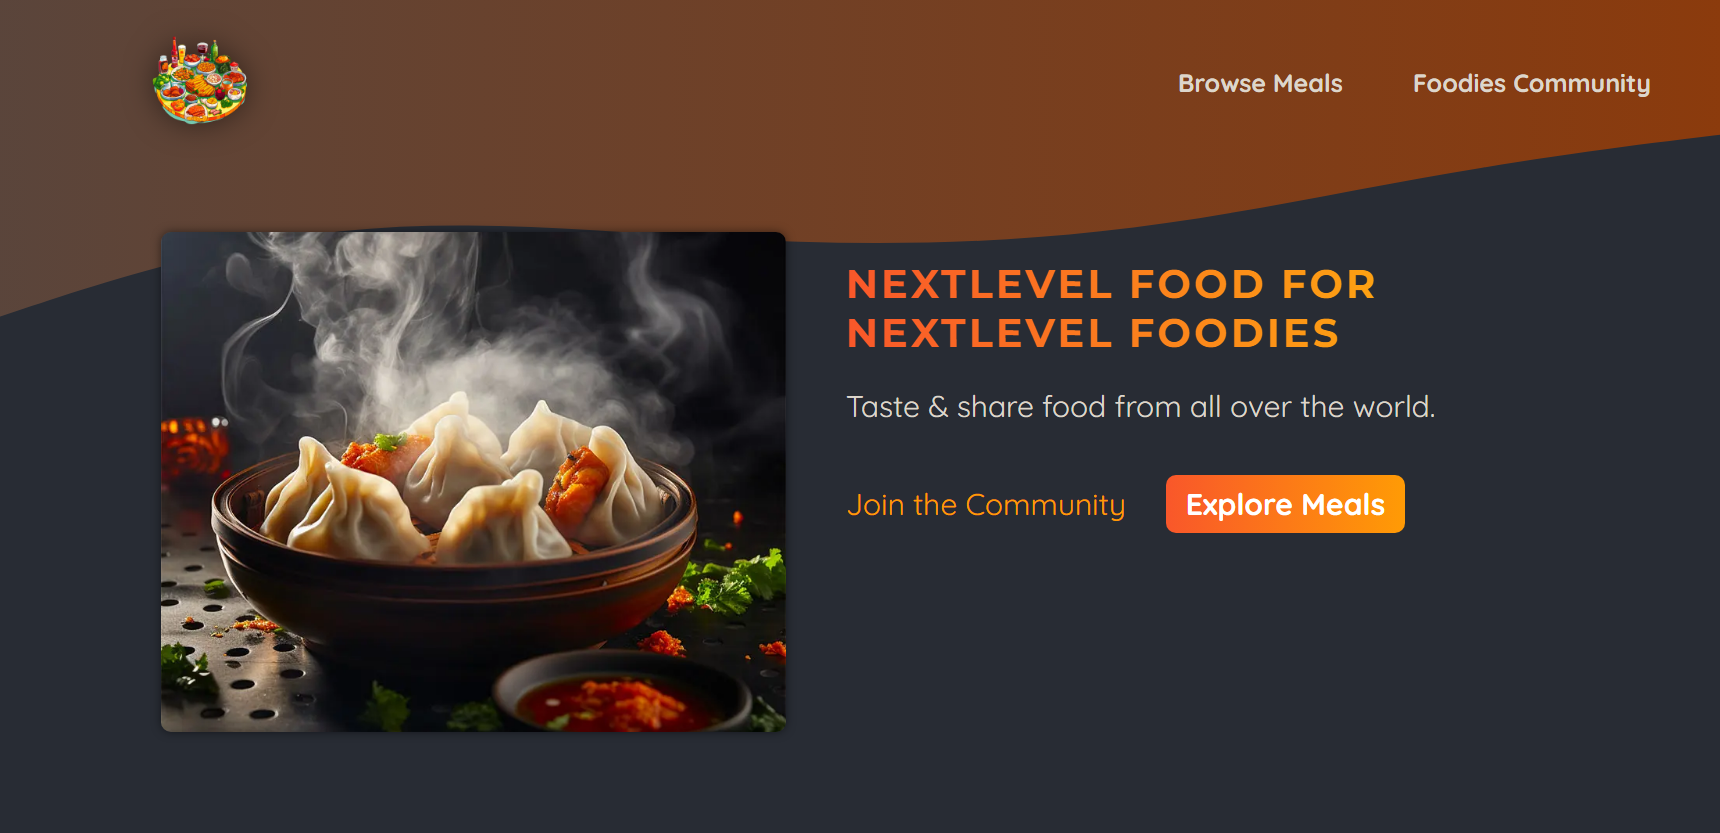 Browse Meals
Foodies Community
NEXTLEVEL FOOD FOR
NEXTLEVEL FOODIES
Taste & share food from all over the world.
Join the Community
Explore Meals